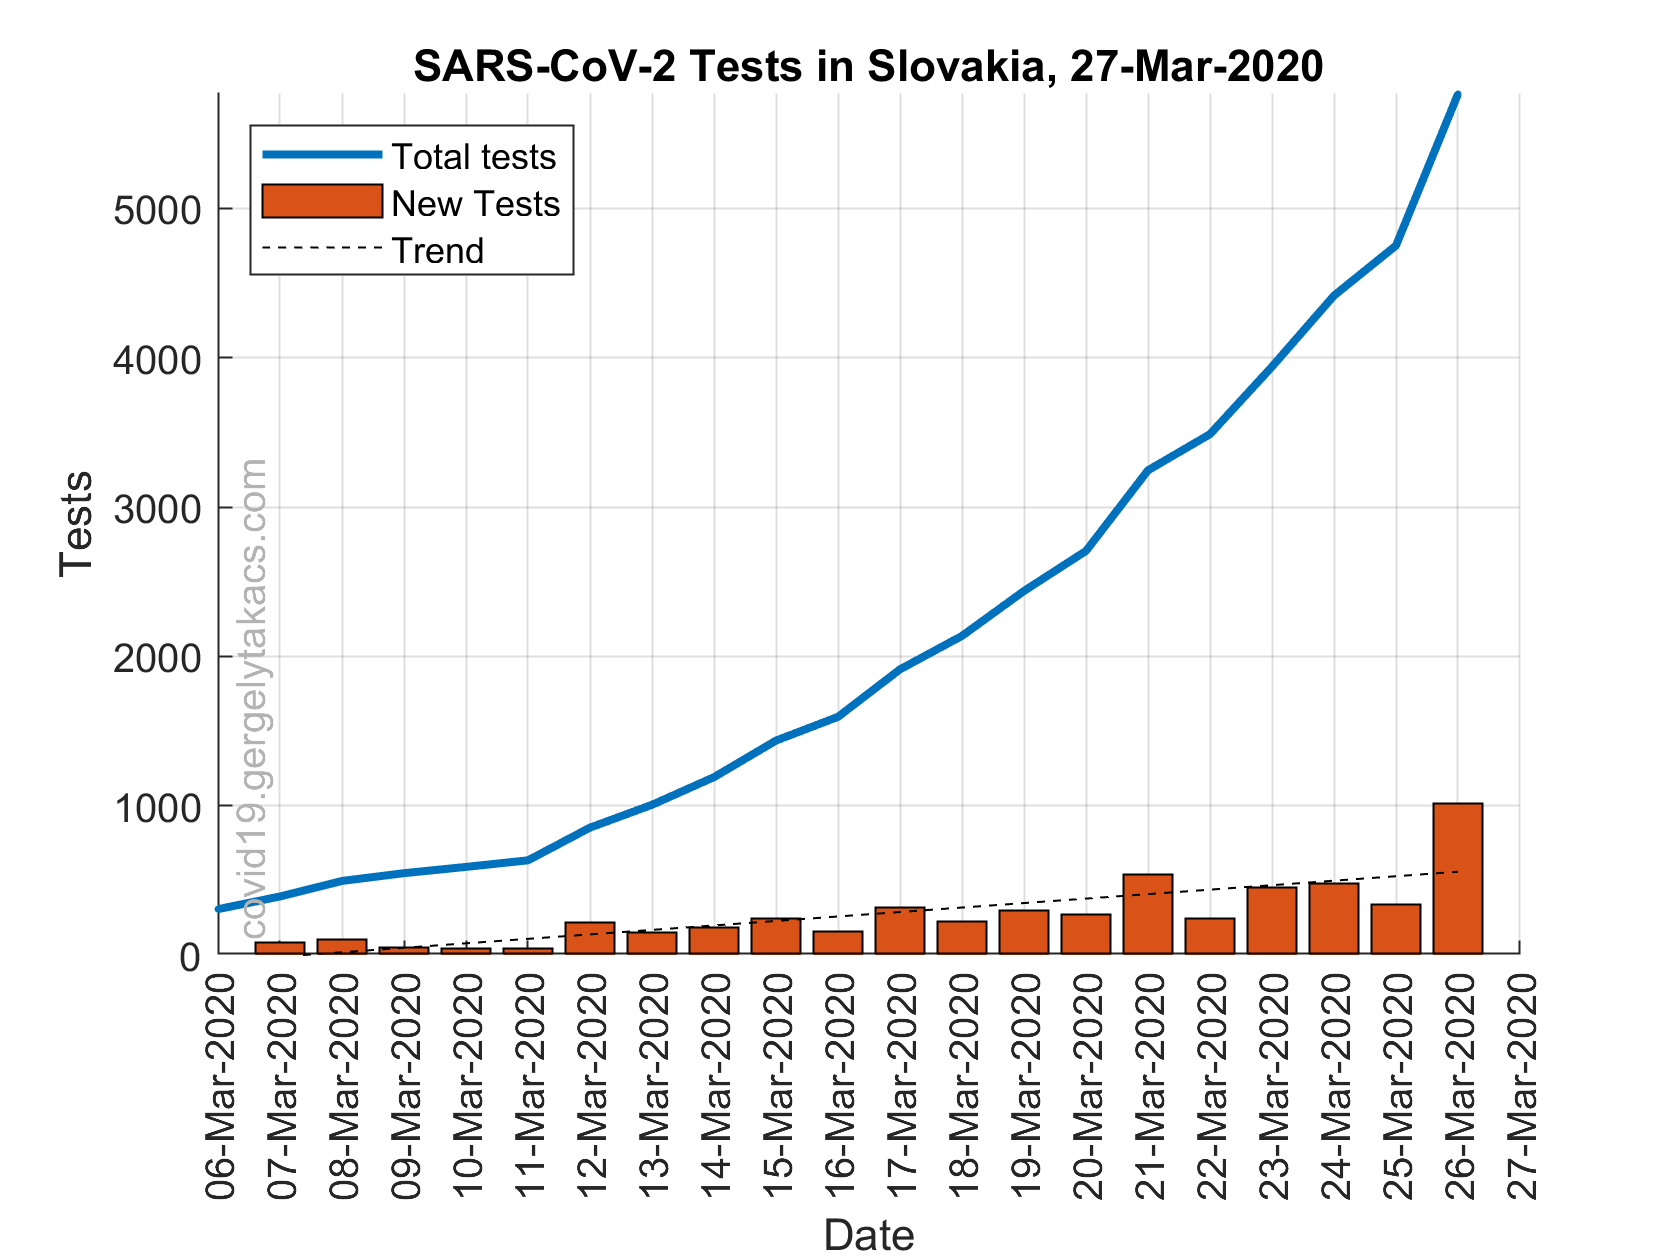 SARS-CoV-2 Tests in Slovakia, 27-Mar-2020
Total tests
New Tests
Trend
Tests
5000
4000
3000
2000
1000
0
covid19.gergelytakacs.com
06-Mar-2020
07-Mar-2020
08-Mar-2020
09-Mar-2020
10-Mar-2020
11-Mar-2020
12-Mar-2020
13-Mar-2020
14-Mar-2020
15-Mar-2020
16-Mar-2020
17-Mar-2020
18-Mar-2020
19-Mar-2020
20-Mar-2020
21-Mar-2020
22-Mar-2020
23-Mar-2020
24-Mar-2020
25-Mar-2020
26-Mar-2020
27-Mar-2020
Date